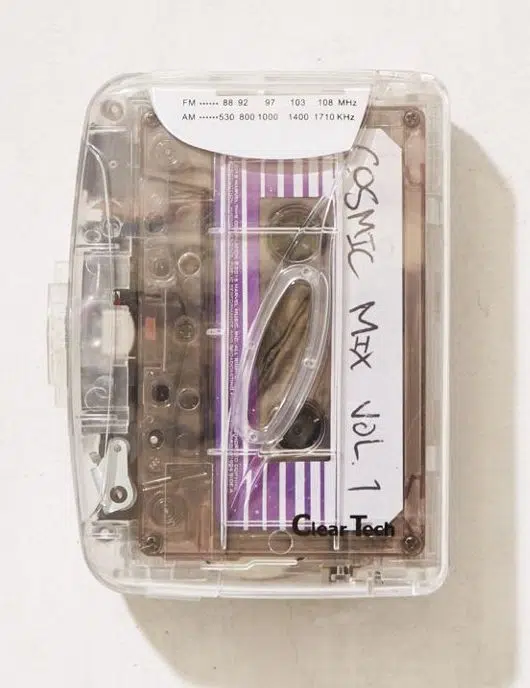 FM ······ 88 92 97 103 108 MHz
AM ······530 800 1000 1400 1710 KHz
COSMIC MIX VOL. 1
Clear Tech